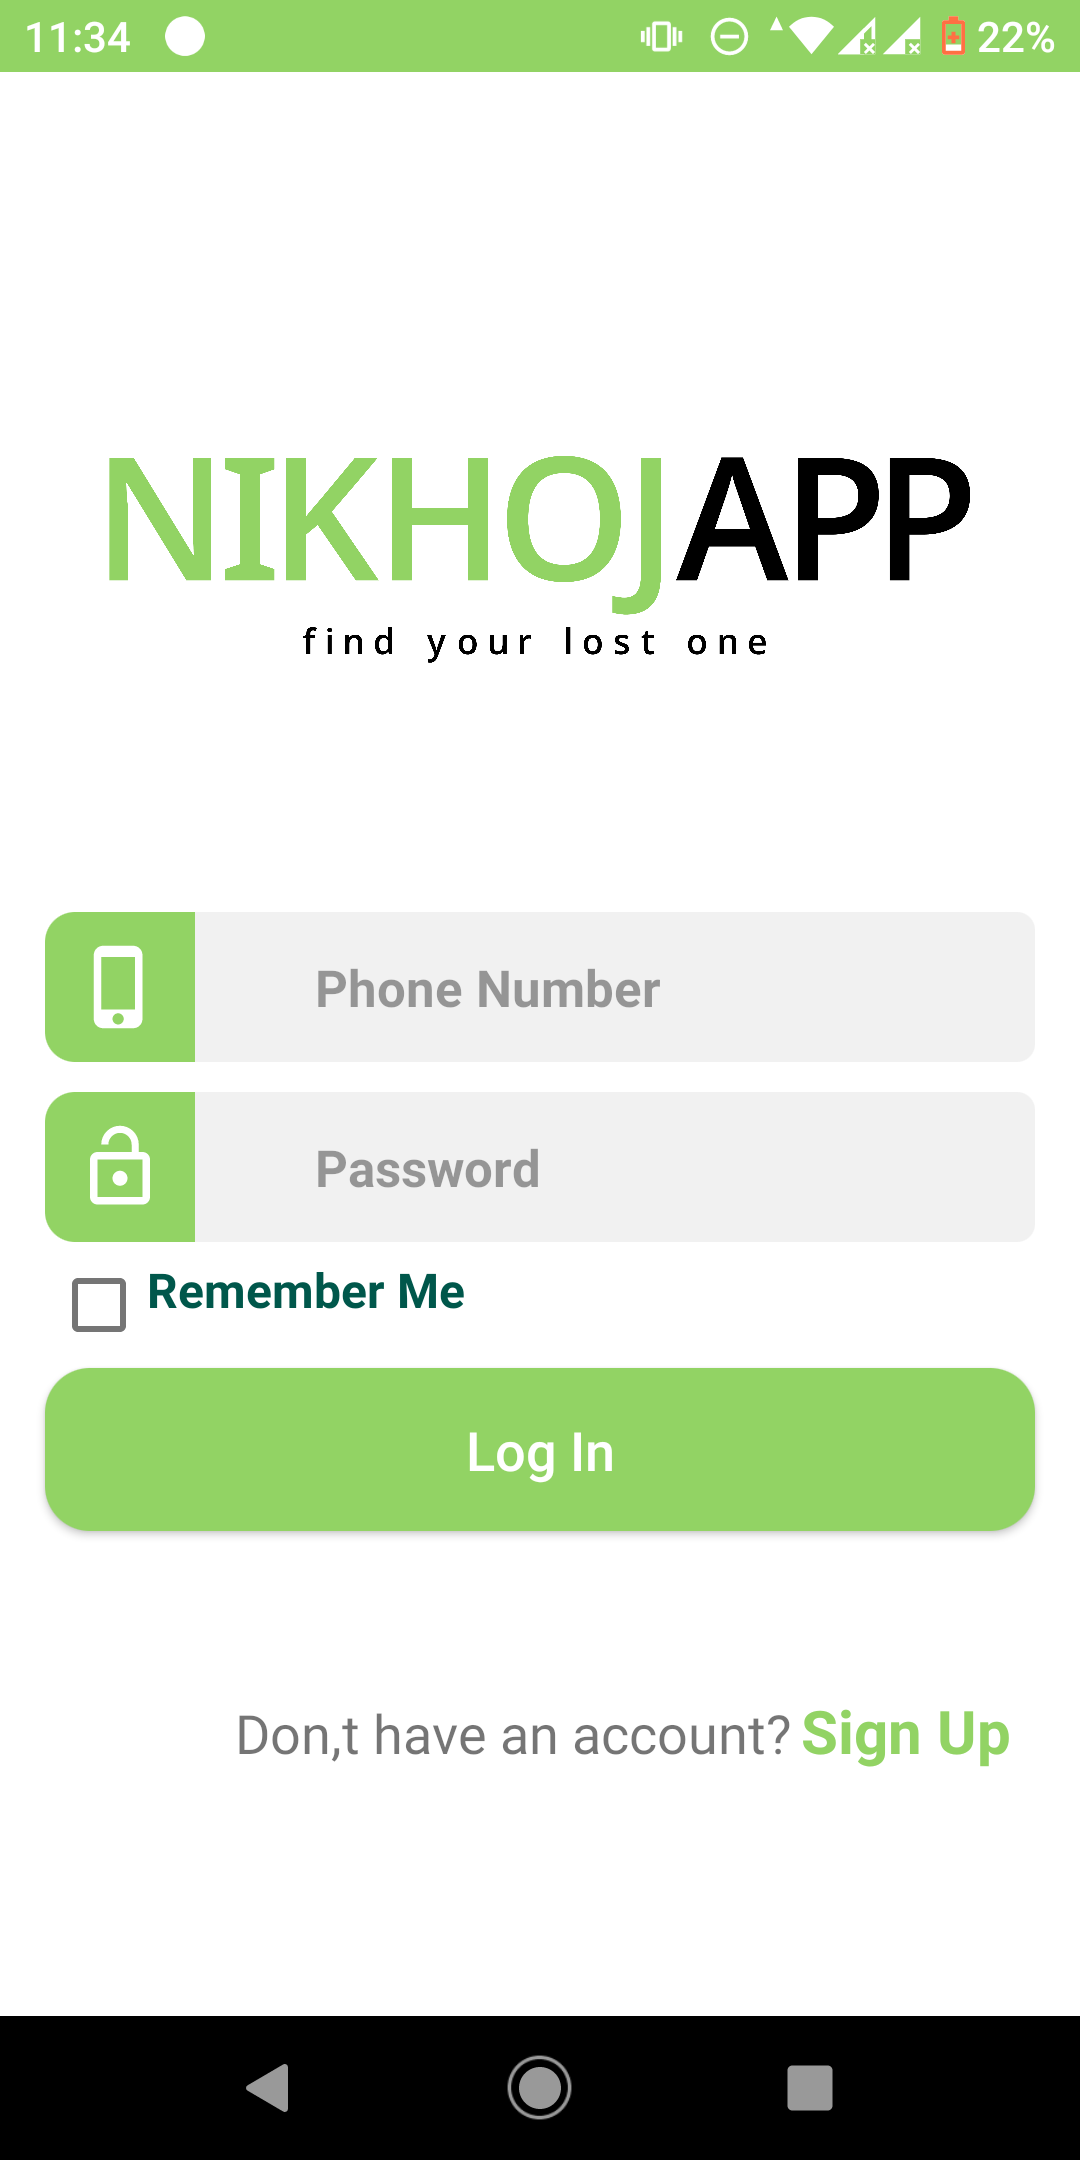 11:34 22%
NIKHOJAPP
find your lost one
Phone Number
Password
Remember Me
Log In
Don,t have an account? Sign Up